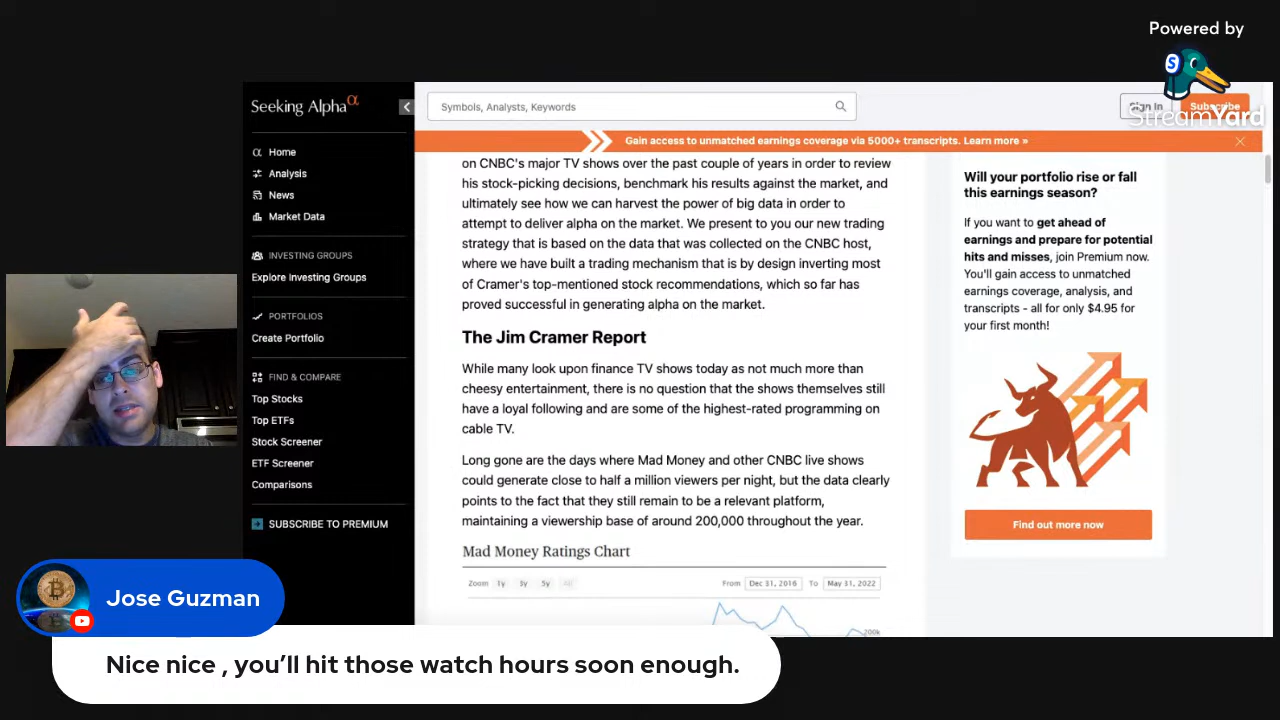 Powered by
StreamYard
Seeking Alpha α
Symbols, Analysts, Keywords
Sign In
Subscribe
Gain access to unmatched earnings coverage via 5000+ transcripts. Learn more »
Home
Analysis
News
Market Data
INVESTING GROUPS
Explore Investing Groups
PORTFOLIOS
Create Portfolio
FIND & COMPARE
Top Stocks
Top ETFs
Stock Screener
ETF Screener
Comparisons
SUBSCRIBE TO PREMIUM
on CNBC's major TV shows over the past couple of years in order to review
his stock-picking decisions, benchmark his results against the market, and
ultimately see how we can harvest the power of big data in order to
attempt to deliver alpha on the market. We present to you our new trading
strategy that is based on the data that was collected on the CNBC host,
where we have built a trading mechanism that is by design inverting most
of Cramer's top-mentioned stock recommendations, which so far has
proved successful in generating alpha on the market.
The Jim Cramer Report
While many look upon finance TV shows today as not much more than
cheesy entertainment, there is no question that the shows themselves still
have a loyal following and are some of the highest-rated programming on
cable TV.
Long gone are the days where Mad Money and other CNBC live shows
could generate close to half a million viewers per night, but the data clearly
points to the fact that they still remain to be a relevant platform,
maintaining a viewership base of around 200,000 throughout the year.
Mad Money Ratings Chart
Zoom 1y 3y 5y All
From Dec 31, 2016 To May 31, 2022
200k
Will your portfolio rise or fall
this earnings season?
If you want to get ahead of
earnings and prepare for potential
hits and misses, join Premium now.
You'll gain access to unmatched
earnings coverage, analysis, and
transcripts - all for only $4.95 for
your first month!
Find out more now
Jose Guzman
Nice nice , you’ll hit those watch hours soon enough.